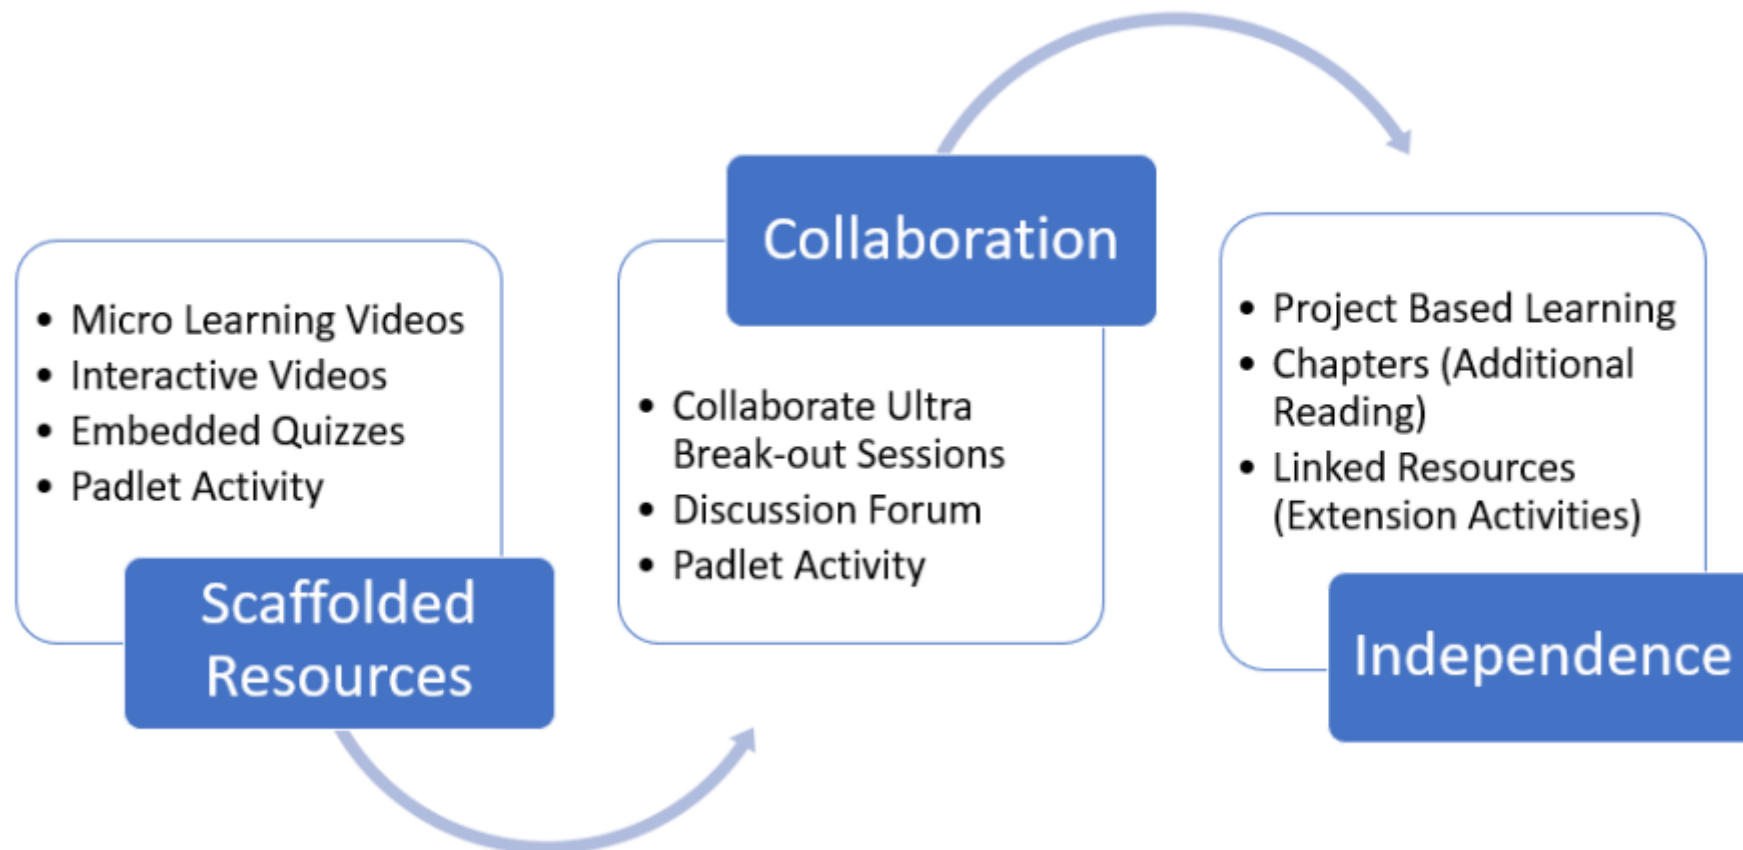 • Micro Learning Videos
• Interactive Videos
• Embedded Quizzes
• Padlet Activity
Scaffolded
Resources
Collaboration
• Collaborate Ultra
Break-out Sessions
• Discussion Forum
• Padlet Activity
• Project Based Learning
• Chapters (Additional
Reading)
• Linked Resources
(Extension Activities)
Independence